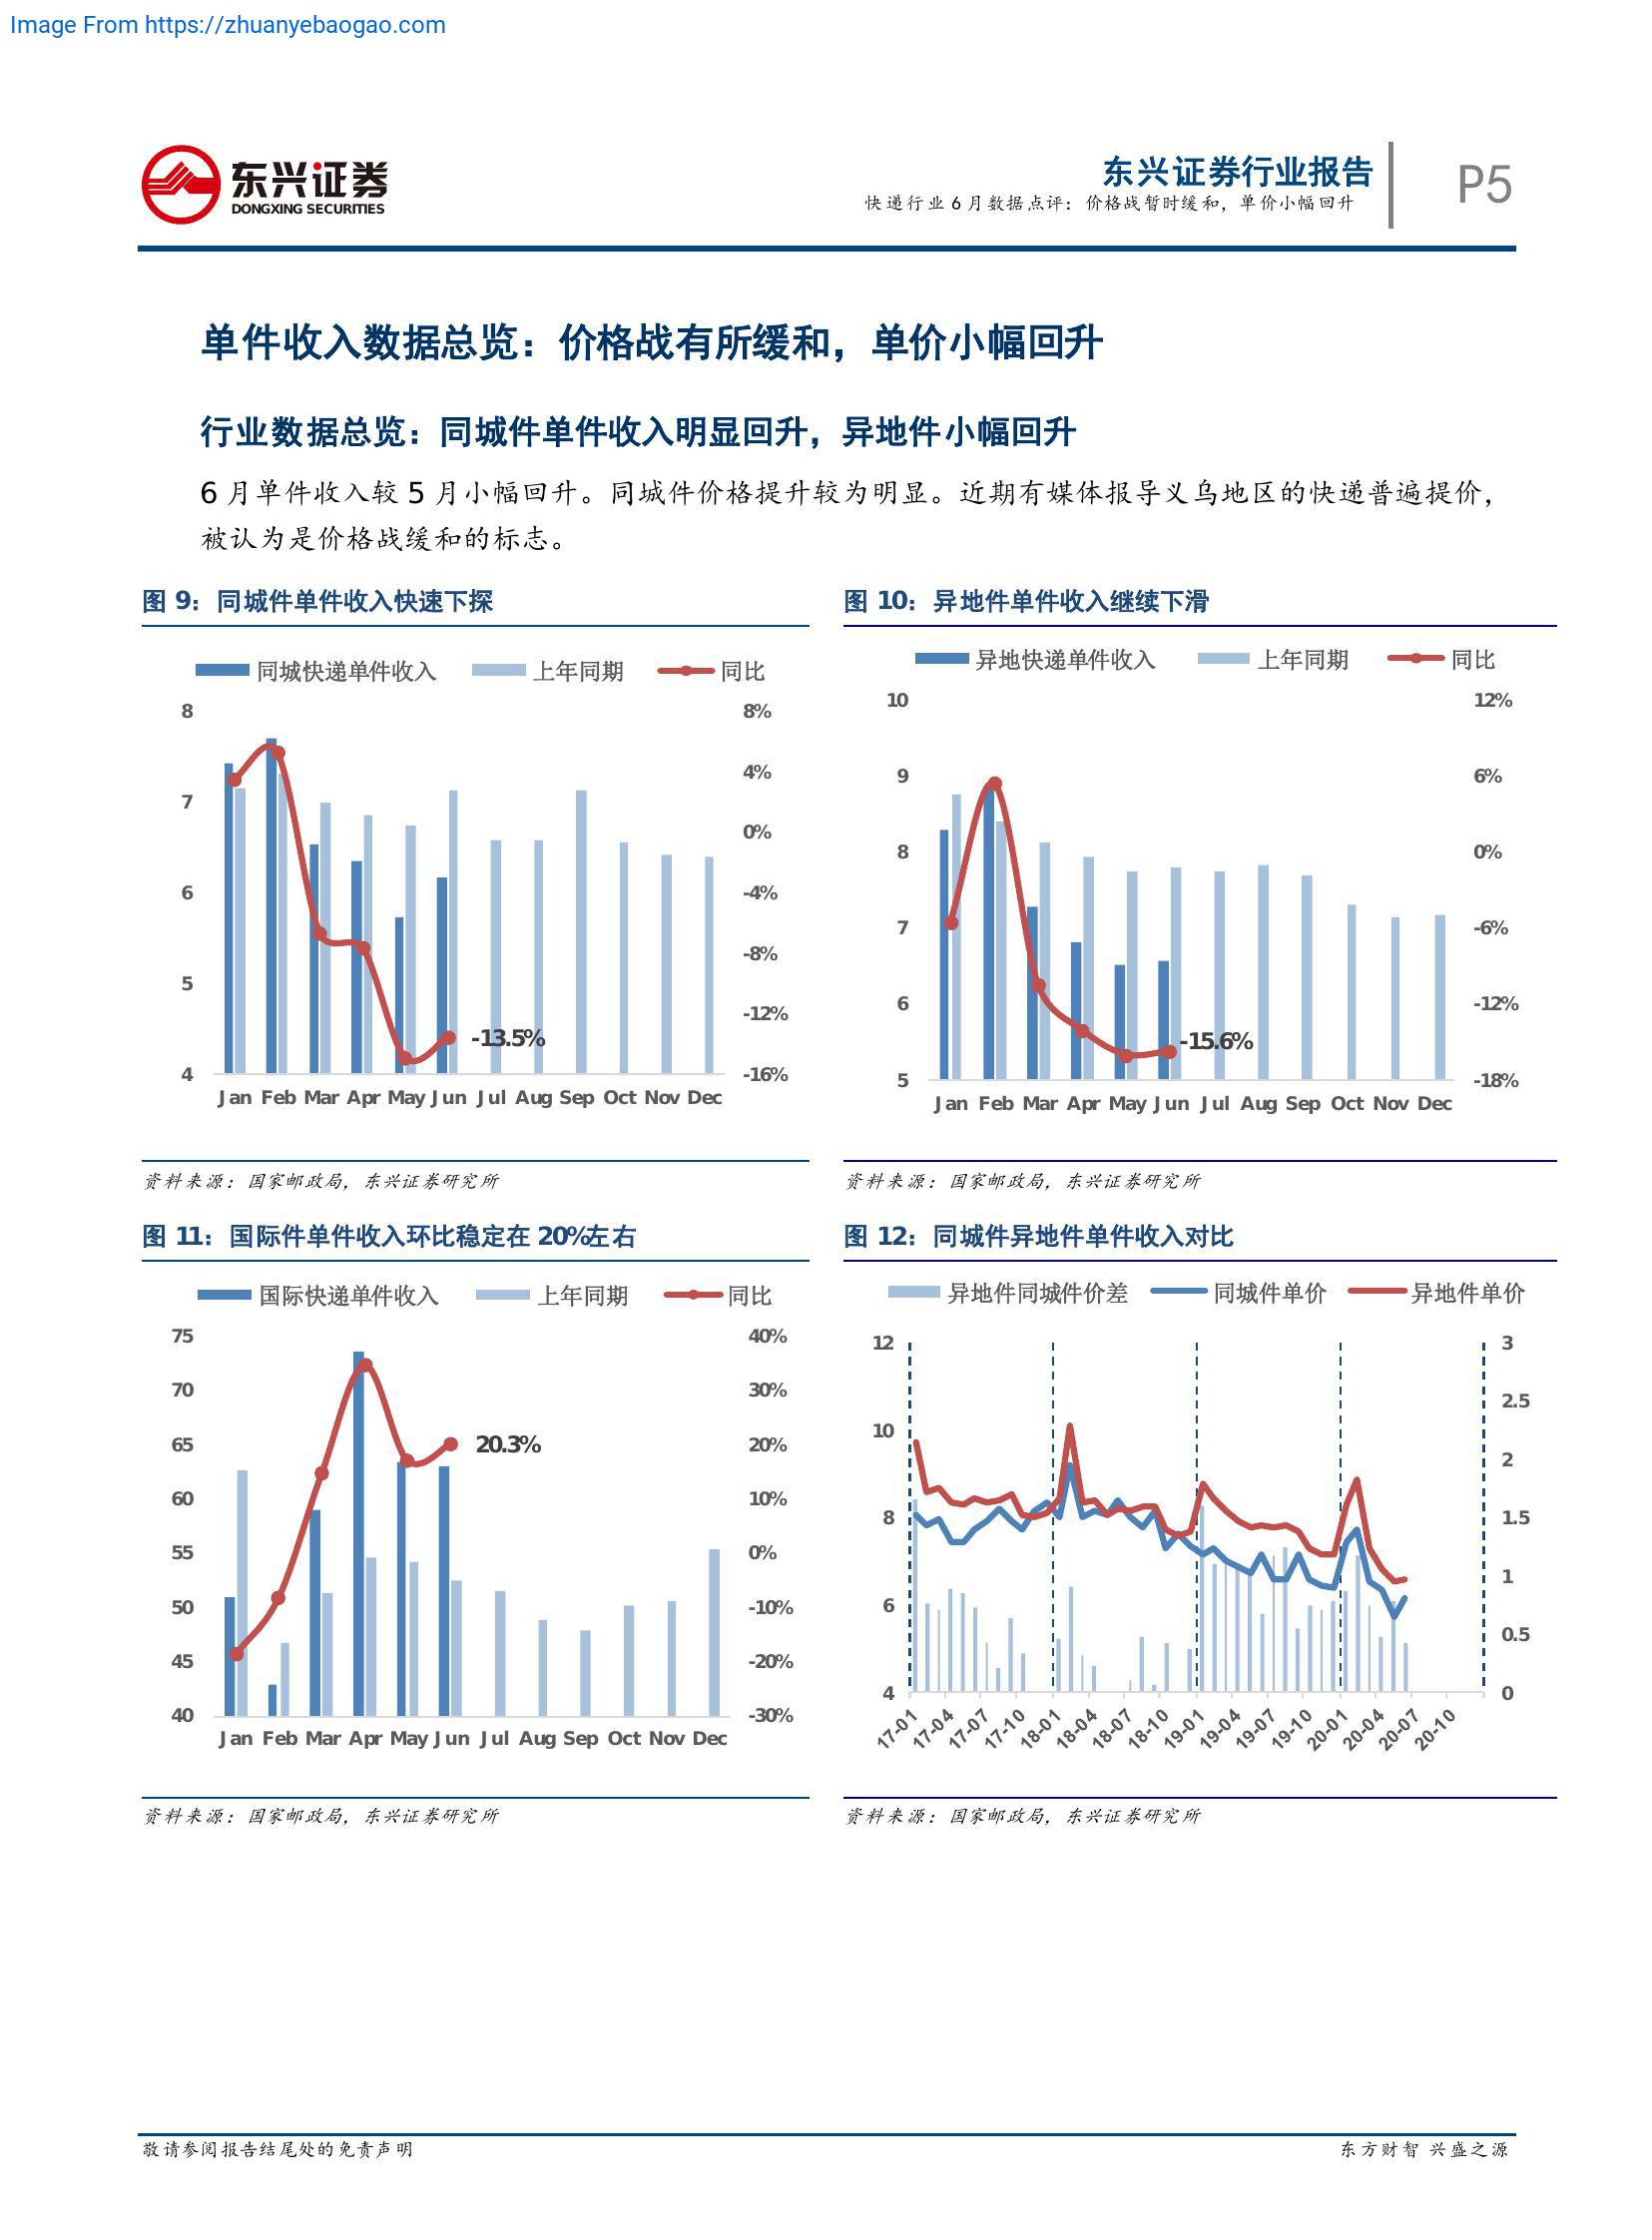 Image From https://zhuanyebaogao.com
东兴证券
DONGXING SECURITIES
东兴证券行业报告
快递行业 6 月数据点评：价格战暂时缓和，单价小幅回升
P5
单件收入数据总览：价格战有所缓和，单价小幅回升
行业数据总览：同城件单件收入明显回升，异地件小幅回升
6 月单件收入较 5 月小幅回升。同城件价格提升较为明显。近期有媒体报导义乌地区的快递普遍提价，
被认为是价格战缓和的标志。
图 9：同城件单件收入快速下探
同城快递单件收入 上年同期 同比
8 8%
4%
7
0%
6 -4%
-8%
5
-12%
-13.5%
4 -16%
Jan Feb Mar Apr May Jun Jul Aug Sep Oct Nov Dec
资料来源：国家邮政局，东兴证券研究所
图 10：异地件单件收入继续下滑
异地快递单件收入 上年同期 同比
10 12%
9 6%
8 0%
7 -6%
6 -12%
-15.6%
5 -18%
Jan Feb Mar Apr May Jun Jul Aug Sep Oct Nov Dec
资料来源：国家邮政局，东兴证券研究所
图 11：国际件单件收入环比稳定在 20%左右
国际快递单件收入 上年同期 同比
75 40%
70 30%
65 20%
20.3%
60 10%
55 0%
50 -10%
45 -20%
40 -30%
Jan Feb Mar Apr May Jun Jul Aug Sep Oct Nov Dec
资料来源：国家邮政局，东兴证券研究所
图 12：同城件异地件单件收入对比
异地件同城件价差 同城件单价 异地件单价
12 3
2.5
10
2
8 1.5
1
6
0.5
4 0
17-01 17-04 17-07 17-10 18-01 18-04 18-07 18-10 19-01 19-04 19-07 19-10 20-01 20-04 20-07 20-10
资料来源：国家邮政局，东兴证券研究所
敬请参阅报告结尾处的免责声明
东方财智 兴盛之源